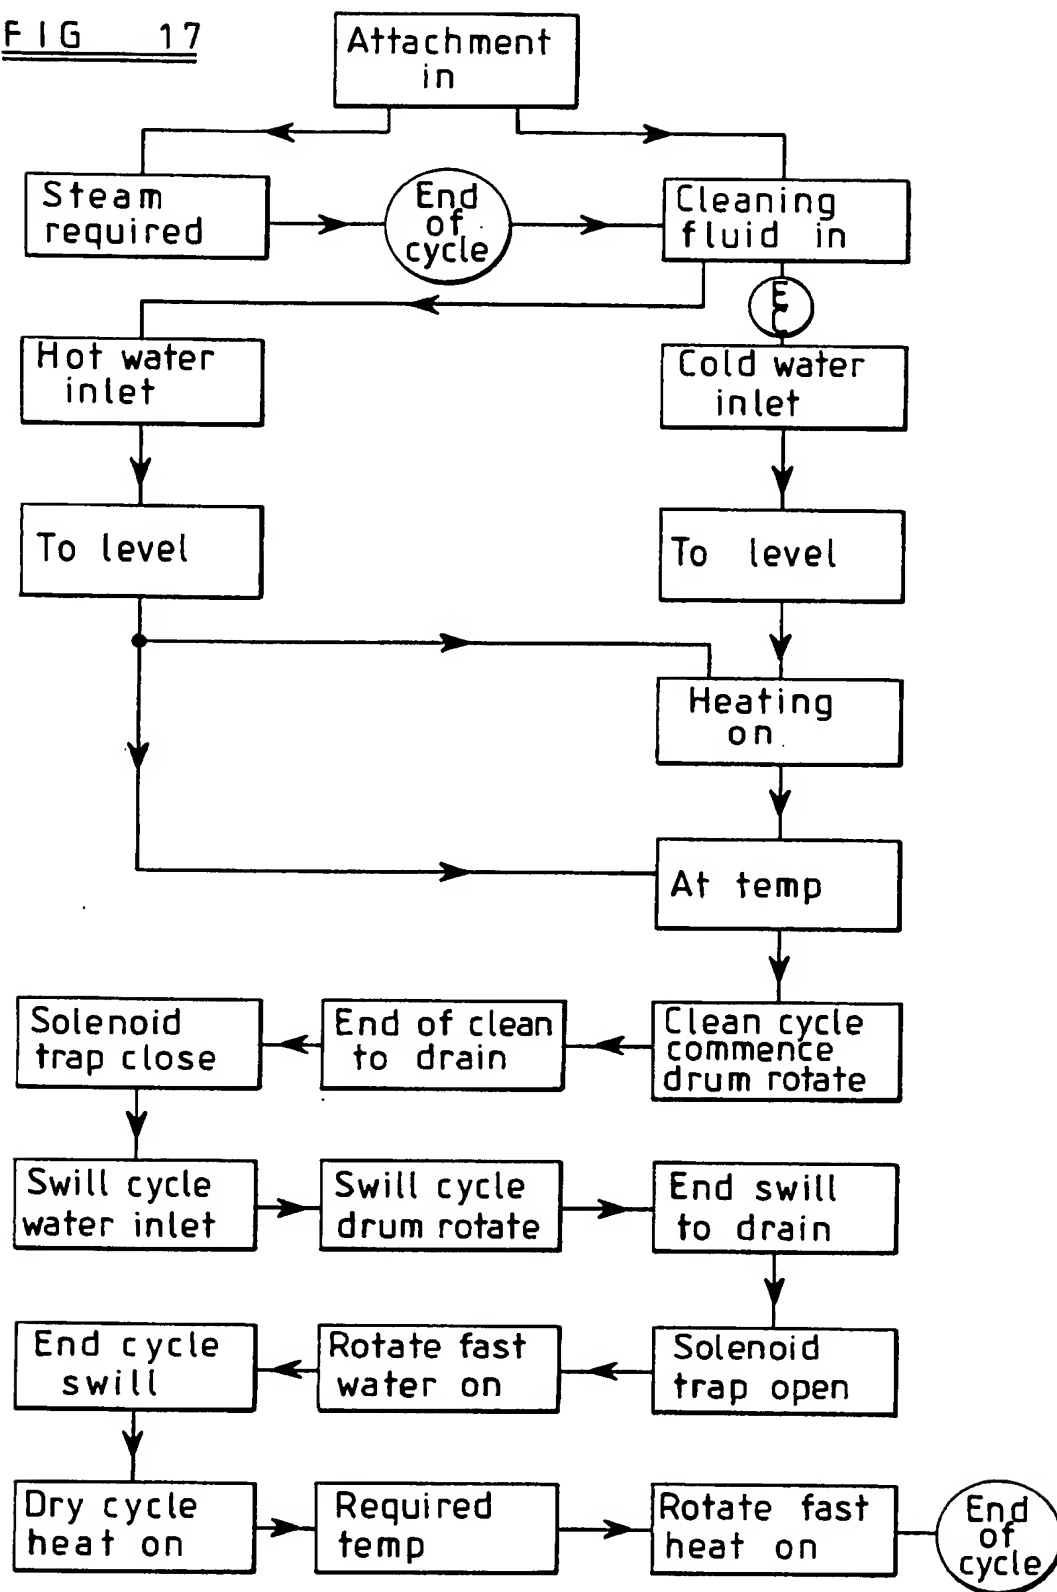 FIG 17
Attachment
in
Steam
required
End
of
cycle
Cleaning
fluid in
E
C
Hot water
inlet
Cold water
inlet
To level
To level
Heating
on
At temp
Solenoid
trap close
End of clean
to drain
Clean cycle
commence
drum rotate
Swill cycle
water inlet
Swill cycle
drum rotate
End swill
to drain
End cycle
swill
Rotate fast
water on
Solenoid
trap open
Dry cycle
heat on
Required
temp
Rotate fast
heat on
End
of
cycle